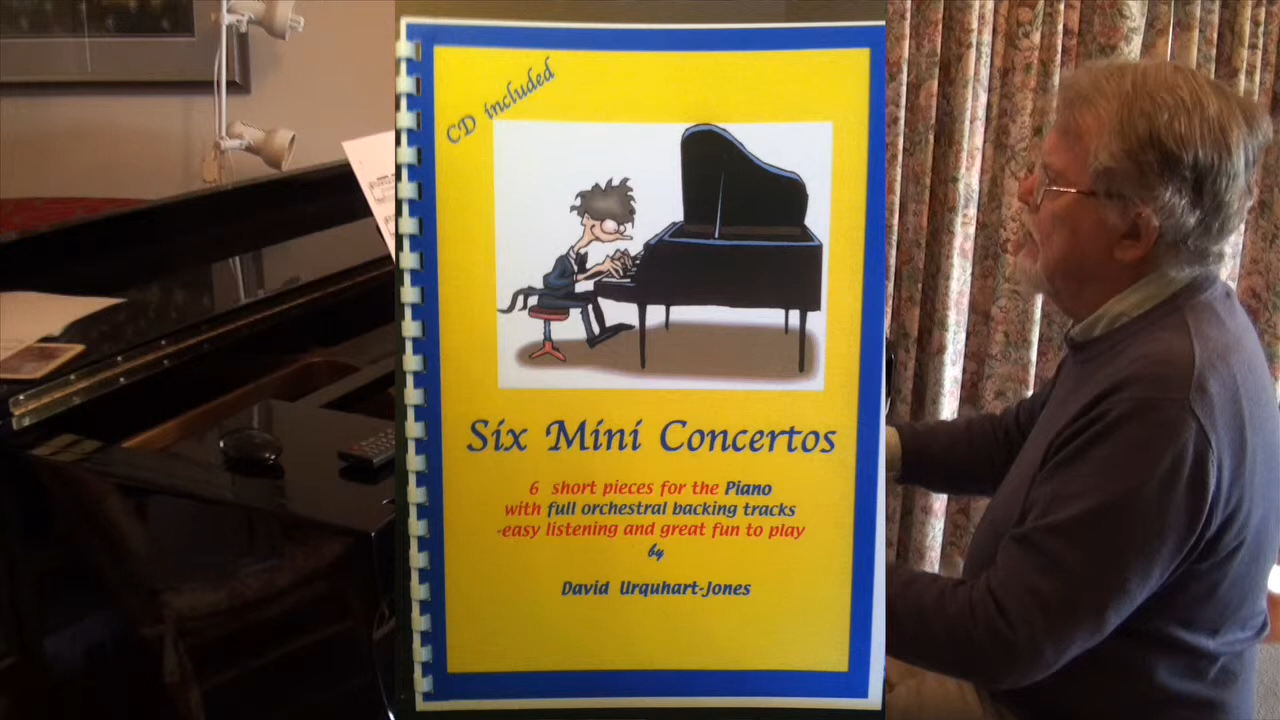 CD included
Six Mini Concertos
6 short pieces for the Piano
with full orchestral backing tracks
-easy listening and great fun to play
by
David Urquhart-Jones